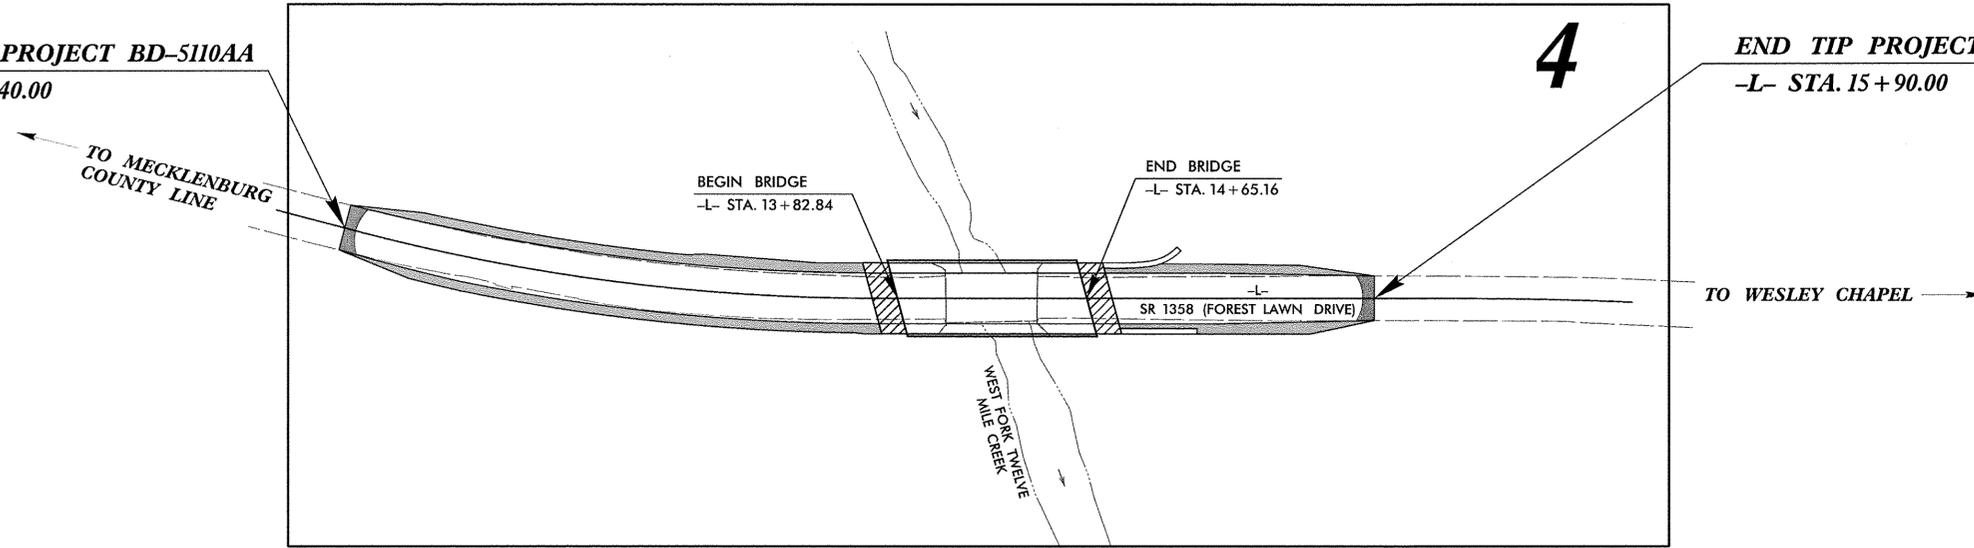 PROJECT BD–5110AA
40.00
TO MECKLENBURG
COUNTY LINE
BEGIN BRIDGE
–L– STA. 13+82.84
END BRIDGE
–L– STA. 14+65.16
4
END TIP PROJECT
–L– STA. 15+90.00
–L–
SR 1358 (FOREST LAWN DRIVE)
TO WESLEY CHAPEL
WEST FORK TWELVE
MILE CREEK